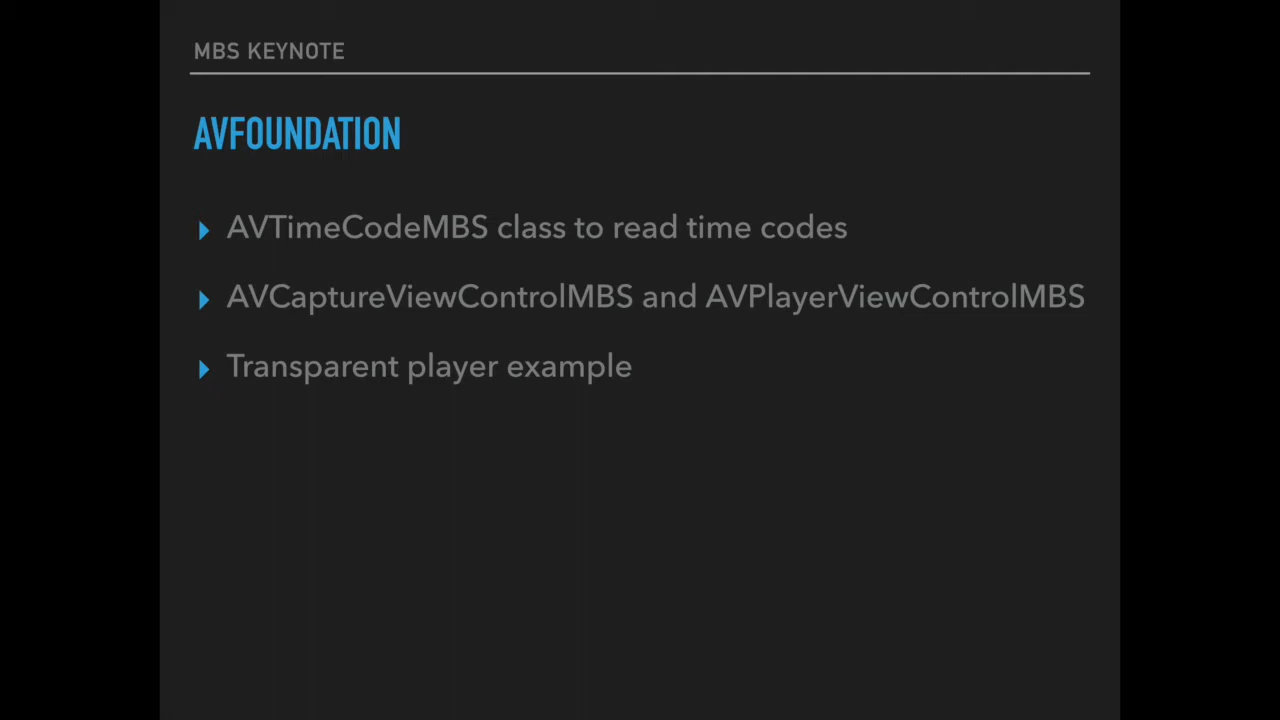 MBS KEYNOTE
AVFOUNDATION
AVTimeCodeMBS class to read time codes
AVCaptureViewControlMBS and AVPlayerViewControlMBS
Transparent player example